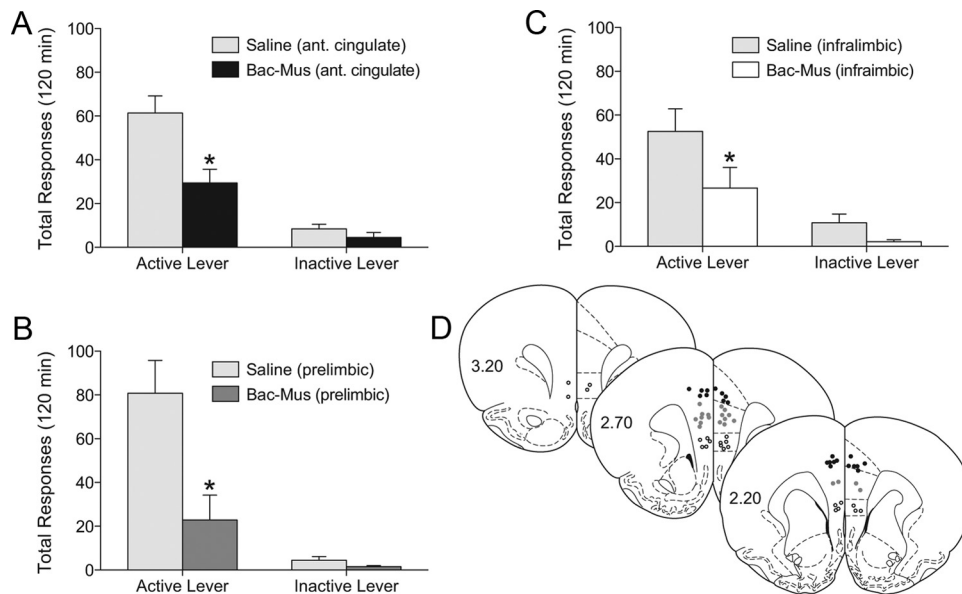 A
Total Responses (120 min)
100
80
60
40
20
0
Saline (ant. cingulate)
Bac-Mus (ant. cingulate)
*
Active Lever
Inactive Lever
B
Total Responses (120 min)
100
80
60
40
20
0
Saline (prelimbic)
Bac-Mus (prelimbic)
*
Active Lever
Inactive Lever
C
Total Responses (120 min)
100
80
60
40
20
0
Saline (infralimbic)
Bac-Mus (infraimbic)
*
Active Lever
Inactive Lever
D
3.20
2.70
2.20